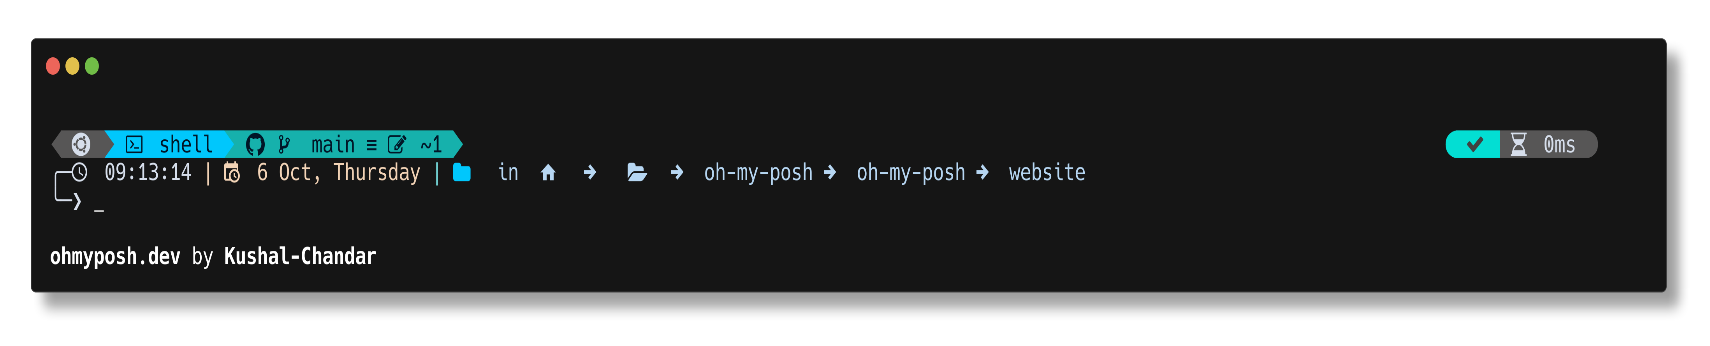 shell main ≡ ~1 0ms
09:13:14 | 6 Oct, Thursday | in oh-my-posh oh-my-posh website
❯ _
ohmyposh.dev by Kushal-Chandar